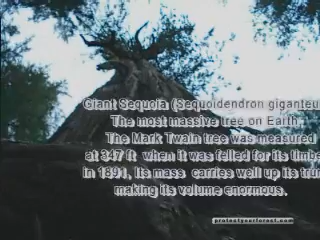 Giant Sequoia (Sequoidendron giganteu
The most massive tree on Earth.
The Mark Twain tree was measured
at 347 ft when it was felled for its timbe
in 1891, Its mass carries well up its trun
making its volume enormous.
protectyourforest.com